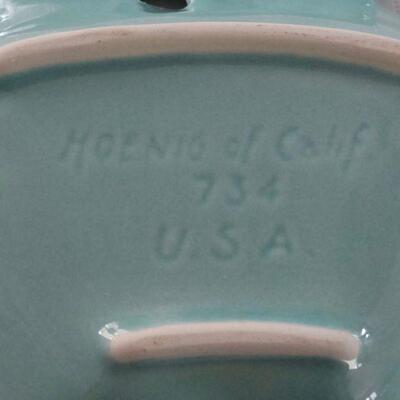 HOENIG of Calif.
734
U.S.A.